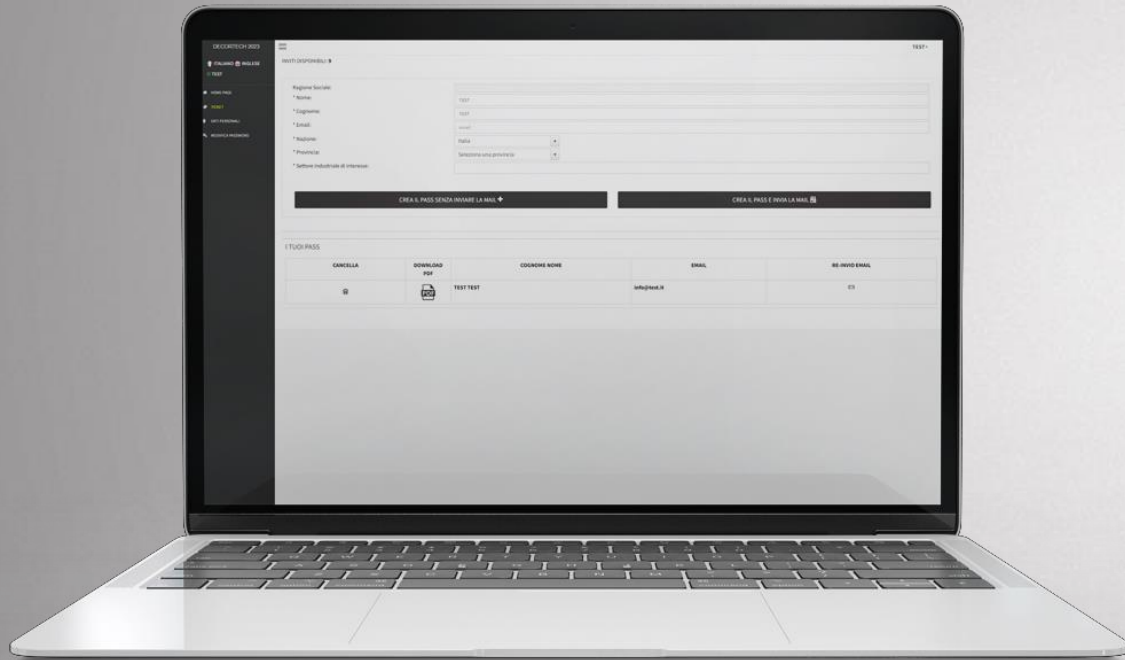 DECORTECH 2023
TEST
ITALIANO INGLESE
TEST
INVITI DISPONIBILI:
HOME PAGE
DATI PERSONALI
MODIFICA PASSWORD
Ragione Sociale:
* Nome:
TEST
* Cognome:
TEST
* Email:
email
* Nazione:
Italia
* Provincia:
Seleziona una provincia
* Settore industriale di interesse:
CREA IL PASS SENZA INVIARE LA MAIL
CREA IL PASS E INVIA LA MAIL
I TUOI PASS
CANCELLA
DOWNLOAD
PDF
COGNOME NOME
EMAIL
RE-INVIO EMAIL
PDF
TEST TEST
info@test.it